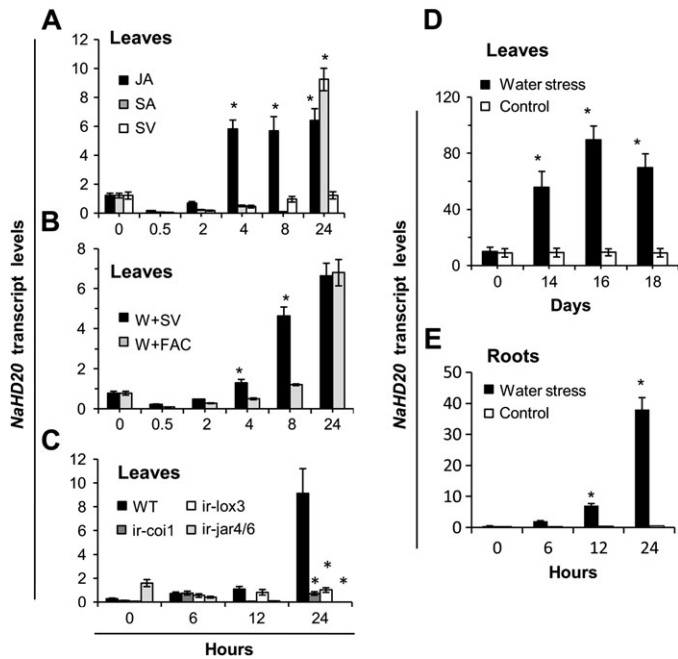 A
Leaves
JA
SA
SV
12
10
8
6
4
2
0
* * * *
0 0.5 2 4 8 24
B
Leaves
W+SV
W+FAC
8
6
4
2
0
* *
0 0.5 2 4 8 24
C
Leaves
WT ir-lox3
ir-coi1 ir-jar4/6
12
10
8
6
4
2
0
* * *
0 6 12 24
Hours
NaHD20 transcript levels
D
Leaves
Water stress
Control
120
80
40
0
* * *
0 14 16 18
Days
E
Roots
Water stress
Control
50
40
30
20
10
0
* *
0 6 12 24
Hours
NaHD20 transcript levels